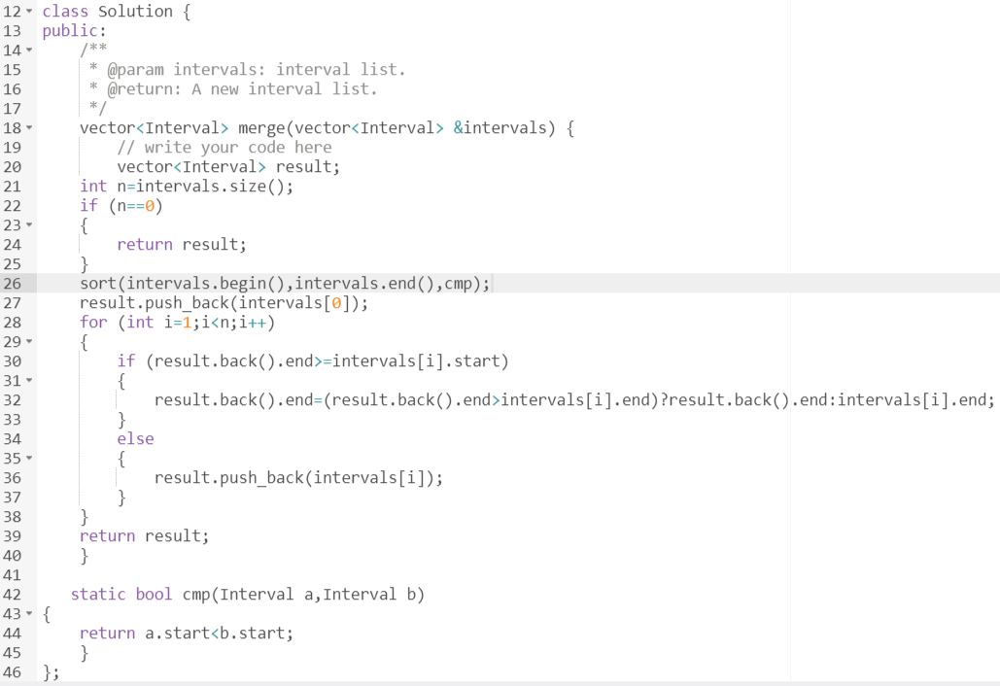 12 class Solution {
13 public:
14     /**
15      * @param intervals: interval list.
16      * @return: A new interval list.
17      */
18     vector<Interval> merge(vector<Interval> &intervals) {
19         // write your code here
20         vector<Interval> result;
21     int n=intervals.size();
22     if (n==0)
23     {
24         return result;
25     }
26     sort(intervals.begin(),intervals.end(),cmp);
27     result.push_back(intervals[0]);
28     for (int i=1;i<n;i++)
29     {
30         if (result.back().end>=intervals[i].start)
31         {
32             result.back().end=(result.back().end>intervals[i].end)?result.back().end:intervals[i].end;
33         }
34         else
35         {
36             result.push_back(intervals[i]);
37         }
38     }
39     return result;
40     }
41
42    static bool cmp(Interval a,Interval b)
43 {
44     return a.start<b.start;
45     }
46 };